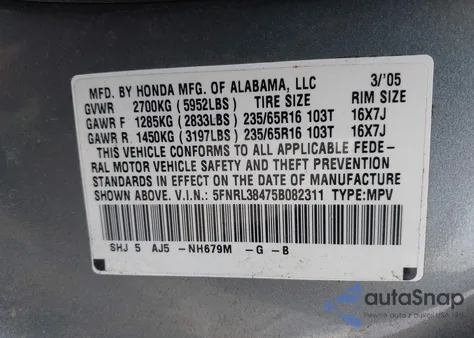 MFD. BY HONDA MFG. OF ALABAMA, LLC 3/'05
GVWR 2700KG (5952LBS) TIRE SIZE RIM SIZE
GAWR F 1285KG (2833LBS) 235/65R16 103T 16X7J
GAWR R 1450KG (3197LBS) 235/65R16 103T 16X7J
THIS VEHICLE CONFORMS TO ALL APPLICABLE FEDE-
RAL MOTOR VEHICLE SAFETY AND THEFT PREVENTION
STANDARDS IN EFFECT ON THE DATE OF MANUFACTURE
SHOWN ABOVE. V.I.N.: 5FNRL38475B082311 TYPE:MPV
SHJ 5 AJ5 -NH679M -G -B
autoSnap